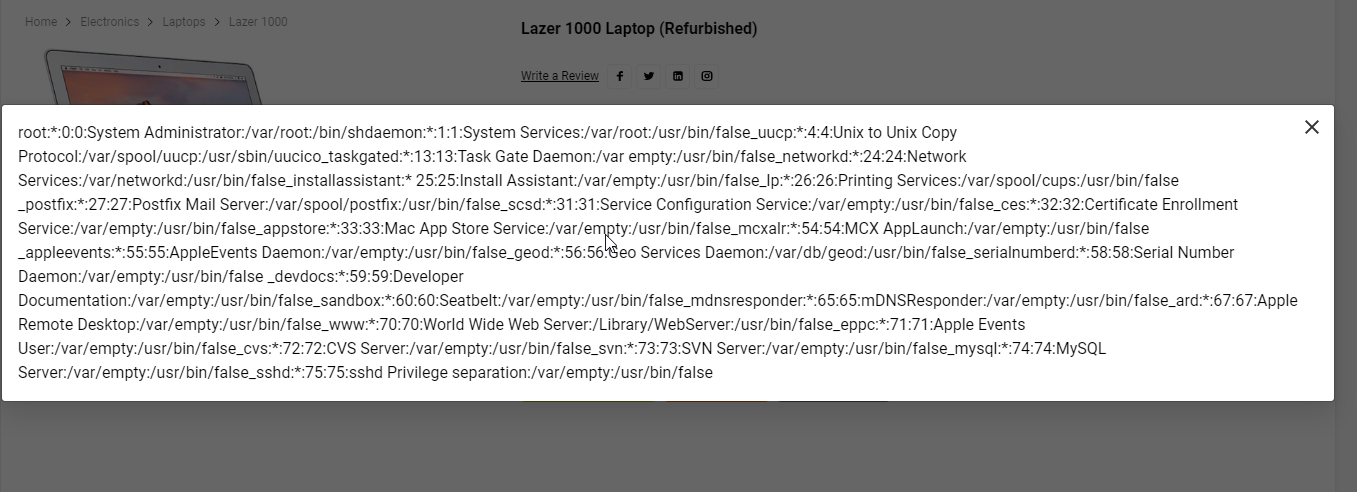 Home > Electronics > Laptops > Lazer 1000
Lazer 1000 Laptop (Refurbished)
Write a Review
root:*:0:0:System Administrator:/var/root:/bin/shdaemon:*:1:1:System Services:/var/root:/usr/bin/false_uucp:*:4:4:Unix to Unix Copy
Protocol:/var/spool/uucp:/usr/sbin/uucico_taskgated:*:13:13:Task Gate Daemon:/var empty:/usr/bin/false_networkd:*:24:24:Network
Services:/var/networkd:/usr/bin/false_installassistant:* 25:25:Install Assistant:/var/empty:/usr/bin/false_lp:*:26:26:Printing Services:/var/spool/cups:/usr/bin/false
_postfix:*:27:27:Postfix Mail Server:/var/spool/postfix:/usr/bin/false_scsd:*:31:31:Service Configuration Service:/var/empty:/usr/bin/false_ces:*:32:32:Certificate Enrollment
Service:/var/empty:/usr/bin/false_appstore:*:33:33:Mac App Store Service:/var/empty:/usr/bin/false_mcxalr:*:54:54:MCX AppLaunch:/var/empty:/usr/bin/false
_appleevents:*:55:55:AppleEvents Daemon:/var/empty:/usr/bin/false_geod:*:56:56:Geo Services Daemon:/var/db/geod:/usr/bin/false_serialnumberd:*:58:58:Serial Number
Daemon:/var/empty:/usr/bin/false _devdocs:*:59:59:Developer
Documentation:/var/empty:/usr/bin/false_sandbox:*:60:60:Seatbelt:/var/empty:/usr/bin/false_mdnsresponder:*:65:65:mDNSResponder:/var/empty:/usr/bin/false_ard:*:67:67:Apple
Remote Desktop:/var/empty:/usr/bin/false_www:*:70:70:World Wide Web Server:/Library/WebServer:/usr/bin/false_eppc:*:71:71:Apple Events
User:/var/empty:/usr/bin/false_cvs:*:72:72:CVS Server:/var/empty:/usr/bin/false_svn:*:73:73:SVN Server:/var/empty:/usr/bin/false_mysql:*:74:74:MySQL
Server:/var/empty:/usr/bin/false_sshd:*:75:75:sshd Privilege separation:/var/empty:/usr/bin/false